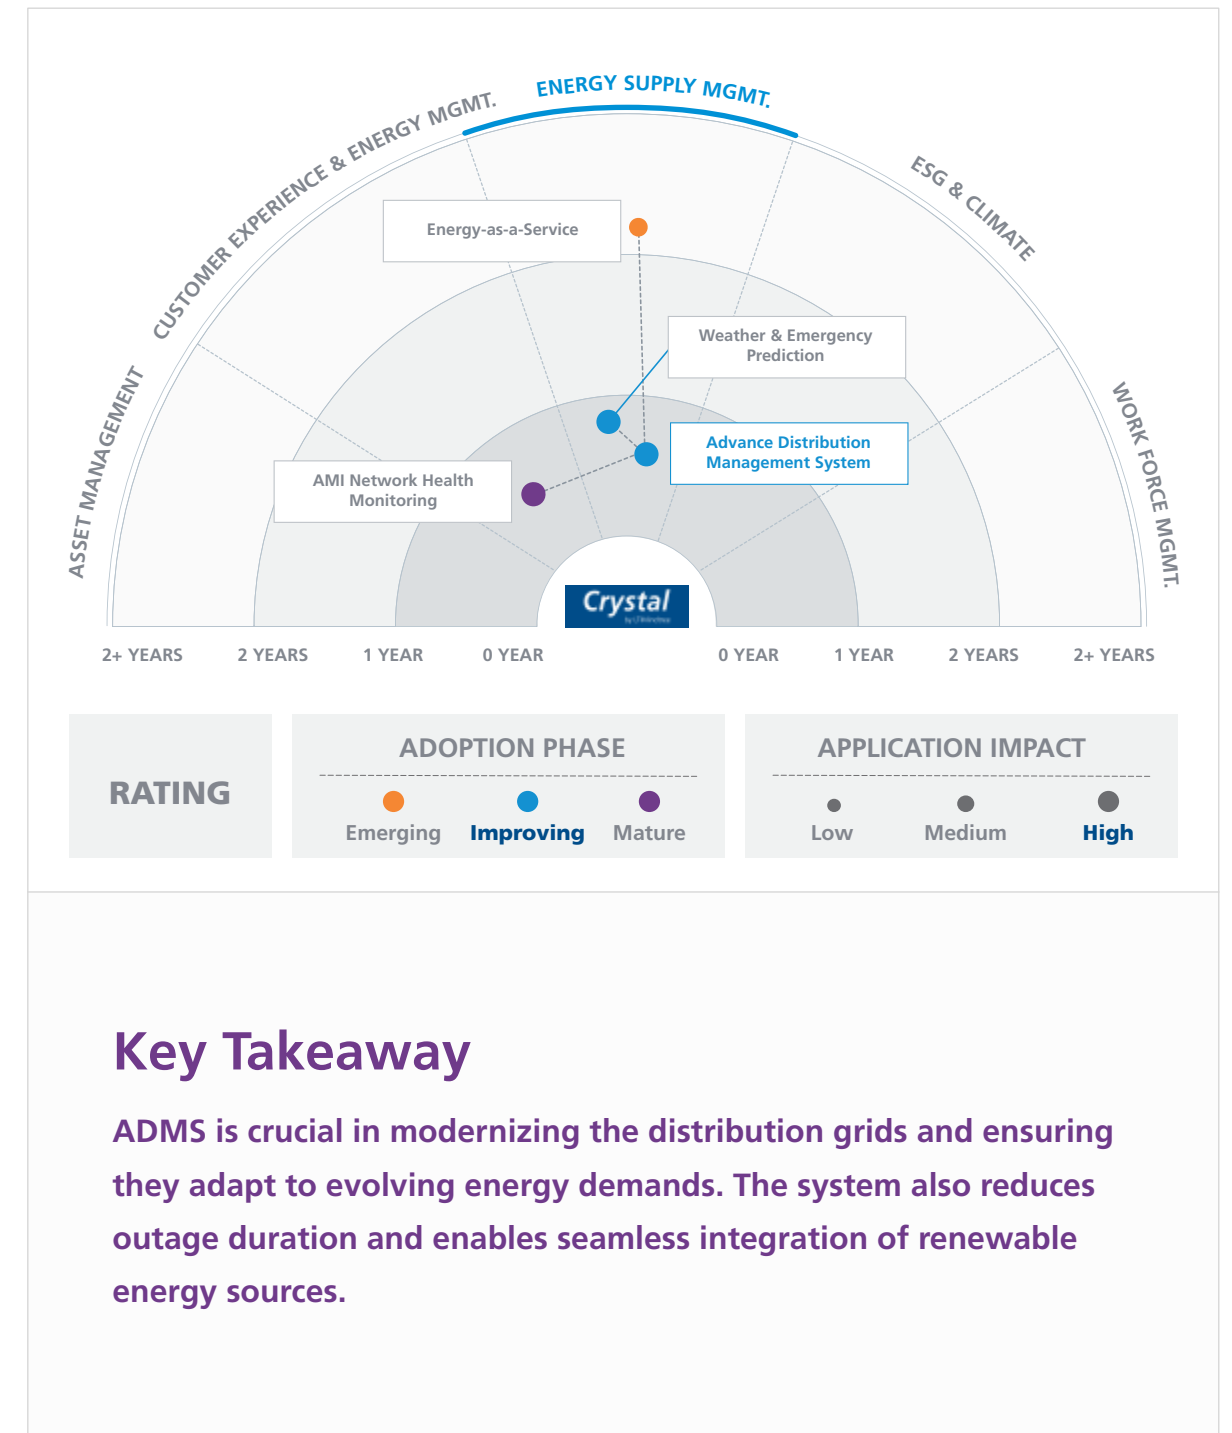 ENERGY SUPPLY MGMT.
CUSTOMER EXPERIENCE & ENERGY MGMT.
ESG & CLIMATE
ASSET MANAGEMENT
WORK FORCE MGMT.
Energy-as-a-Service
Weather & Emergency
Prediction
Advance Distribution
Management System
AMI Network Health
Monitoring
Crystal
2+ YEARS
2 YEARS
1 YEAR
0 YEAR
0 YEAR
1 YEAR
2 YEARS
2+ YEARS
RATING
ADOPTION PHASE
Emerging
Improving
Mature
APPLICATION IMPACT
Low
Medium
High
Key Takeaway
ADMS is crucial in modernizing the distribution grids and ensuring
they adapt to evolving energy demands. The system also reduces
outage duration and enables seamless integration of renewable
energy sources.